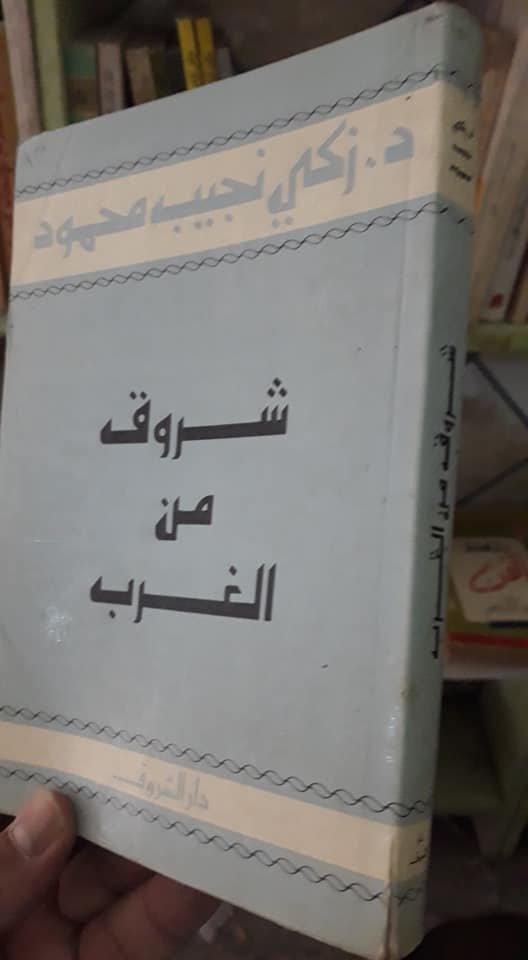 د. زكي نجيب محمود
شروق
من
الغرب
دار الشروق
شروق من الغرب